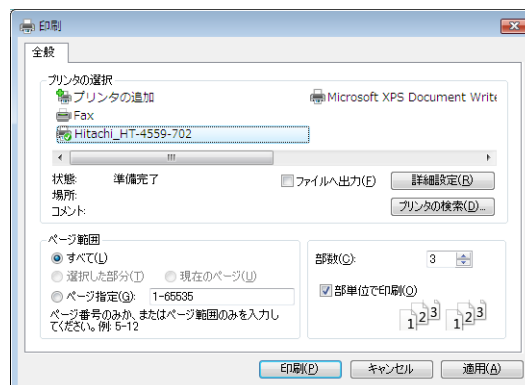 印刷
全般
プリンタの選択
プリンタの追加
Microsoft XPS Document Write
Fax
Hitachi_HT-4559-702
状態: 準備完了
場所:
コメント:
ファイルへ出力(F)
詳細設定(R)
プリンタの検索(D)...
ページ範囲
すべて(L)
選択した部分(T) 現在のページ(U)
ページ指定(G): 1-65535
ページ番号のみか、またはページ範囲のみを入力し
てください。例: 5-12
部数(C): 3
部単位で印刷(O)
1 2 3 1 2 3
印刷(P) キャンセル 適用(A)